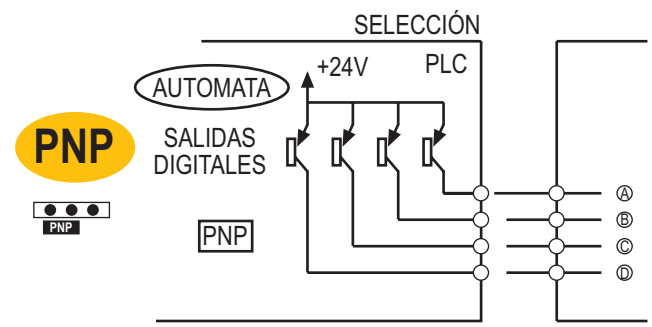 SELECCIÓN
+24V
PLC
AUTOMATA
PNP
SALIDAS
DIGITALES
PNP
PNP
A
B
C
D